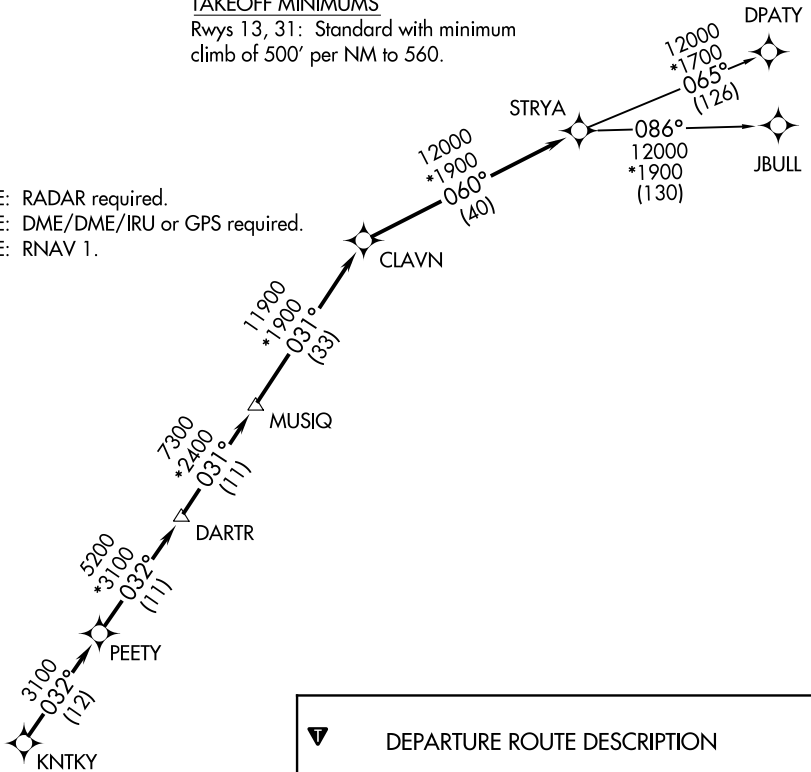 TAKEOFF MINIMUMS
Rwys 13, 31: Standard with minimum
climb of 500' per NM to 560.
DPATY
12000
*1700
065°
(126)
STRYA
086°
12000
*1900
(130)
JBULL
12000
*1900
060°
(40)
E: RADAR required.
E: DME/DME/IRU or GPS required.
E: RNAV 1.
CLAVN
11900
*1900
031°
(33)
MUSIQ
7300
*2400
031°
(11)
DARTR
5200
*3100
032°
(11)
PEETY
3100
032°
(12)
KNTKY
T DEPARTURE ROUTE DESCRIPTION